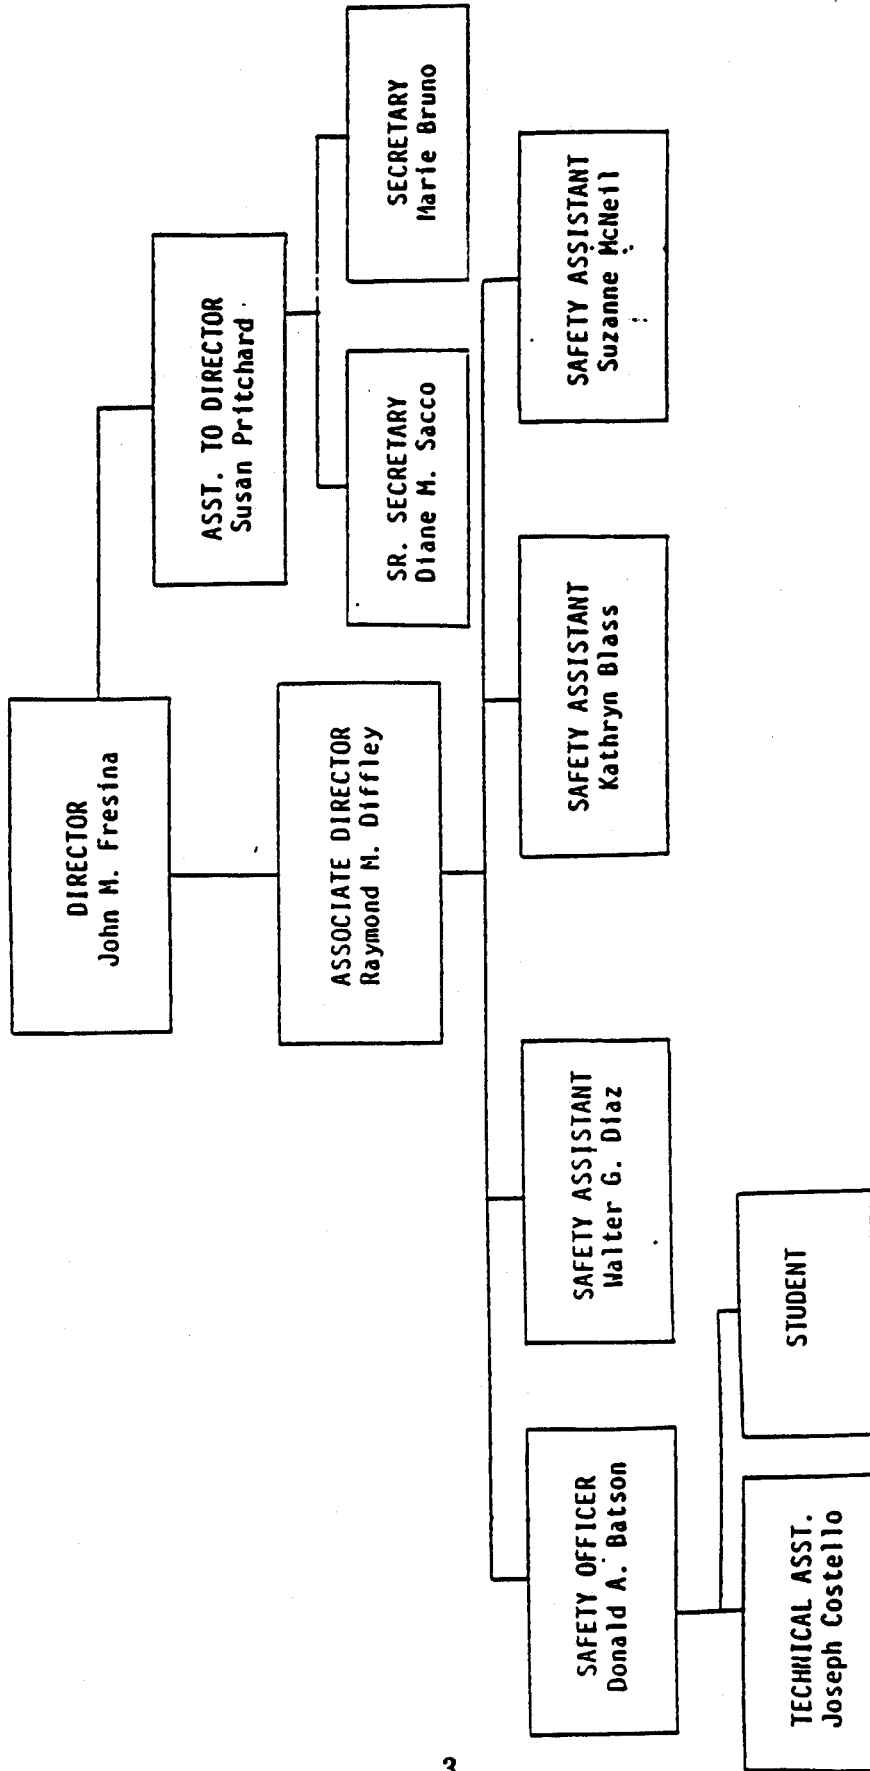 DIRECTOR
John M. Fresina
ASST. TO DIRECTOR
Susan Pritchard
ASSOCIATE DIRECTOR
Raymond M. Diffley
SR. SECRETARY
Diane M. Sacco
SECRETARY
Marie Bruno
SAFETY OFFICER
Donald A. Batson
SAFETY ASSISTANT
Walter G. Diaz
SAFETY ASSISTANT
Kathryn Blass
SAFETY ASSISTANT
Suzanne McNeil
TECHNICAL ASST.
Joseph Costello
STUDENT
3